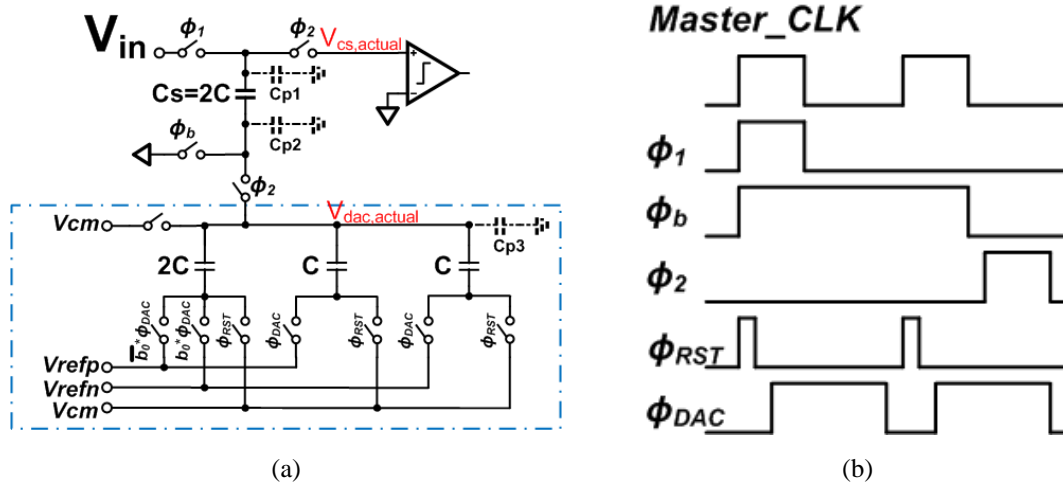 Master_CLK
Vin
ϕ1
ϕ2
Vcs,actual
+
−
Cp1
Cs=2C
Cp2
ϕb
ϕ2
Vcm
Vdac,actual
Cp3
2C
C
C
b̅0*ϕDAC
b0*ϕDAC
ϕRST
ϕDAC
ϕRST
ϕDAC
ϕRST
Vrefp
Vrefn
Vcm
ϕ1
ϕb
ϕ2
ϕRST
ϕDAC
(a)
(b)